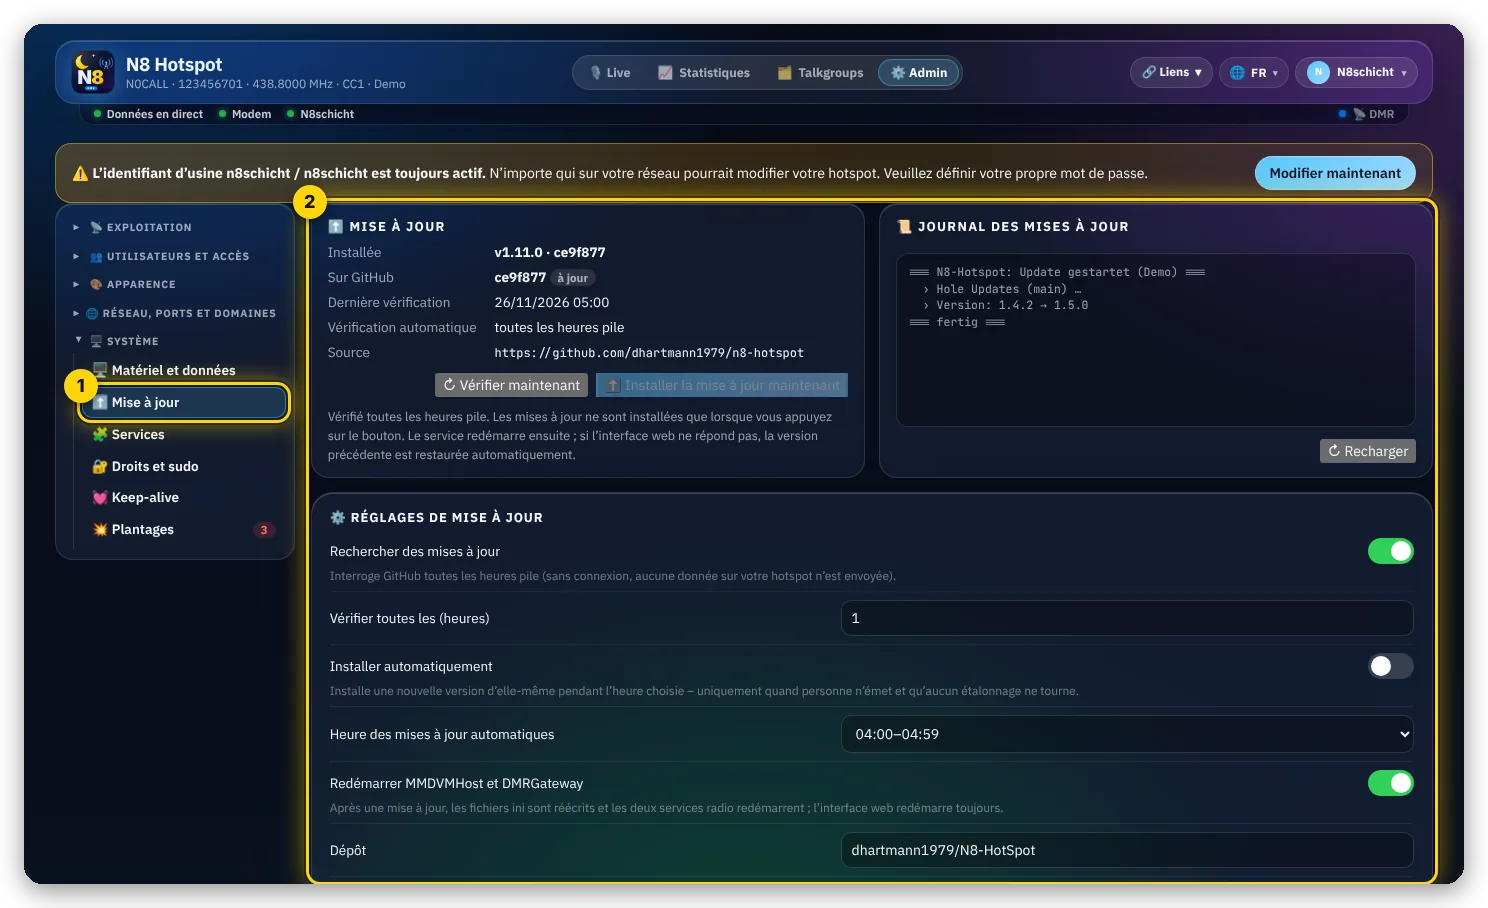 N8 Hotspot
N0CALL · 123456701 · 438.8000 MHz · CC1 · Demo
Live
Statistiques
Talkgroups
Admin
Liens ▾
FR ▾
N
N8schicht ▾
Données en direct
Modem
N8schicht
DMR
L’identifiant d’usine n8schicht / n8schicht est toujours actif. N’importe qui sur votre réseau pourrait modifier votre hotspot. Veuillez définir votre propre mot de passe.
Modifier maintenant
EXPLOITATION
UTILISATEURS ET ACCÈS
APPARENCE
RÉSEAU, PORTS ET DOMAINES
SYSTÈME
Matériel et données
1
Mise à jour
Services
Droits et sudo
Keep-alive
Plantages
3
2
MISE À JOUR
Installée v1.11.0 · ce9f877
Sur GitHub ce9f877 à jour
Dernière vérification 26/11/2026 05:00
Vérification automatique toutes les heures pile
Source https://github.com/dhartmann1979/n8-hotspot
↻ Vérifier maintenant
Installer la mise à jour maintenant
Vérifié toutes les heures pile. Les mises à jour ne sont installées que lorsque vous appuyez
sur le bouton. Le service redémarre ensuite ; si l’interface web ne répond pas, la version
précédente est restaurée automatiquement.
JOURNAL DES MISES À JOUR
═══ N8-Hotspot: Update gestartet (Demo) ═══
› Hole Updates (main) …
› Version: 1.4.2 → 1.5.0
═══ fertig ═══
↻ Recharger
RÉGLAGES DE MISE À JOUR
Rechercher des mises à jour
Interroge GitHub toutes les heures pile (sans connexion, aucune donnée sur votre hotspot n’est envoyée).
Vérifier toutes les (heures)
1
Installer automatiquement
Installe une nouvelle version d’elle-même pendant l’heure choisie – uniquement quand personne n’émet et qu’aucun étalonnage ne tourne.
Heure des mises à jour automatiques
04:00–04:59
Redémarrer MMDVMHost et DMRGateway
Après une mise à jour, les fichiers ini sont réécrits et les deux services radio redémarrent ; l’interface web redémarre toujours.
Dépôt
dhartmann1979/N8-HotSpot